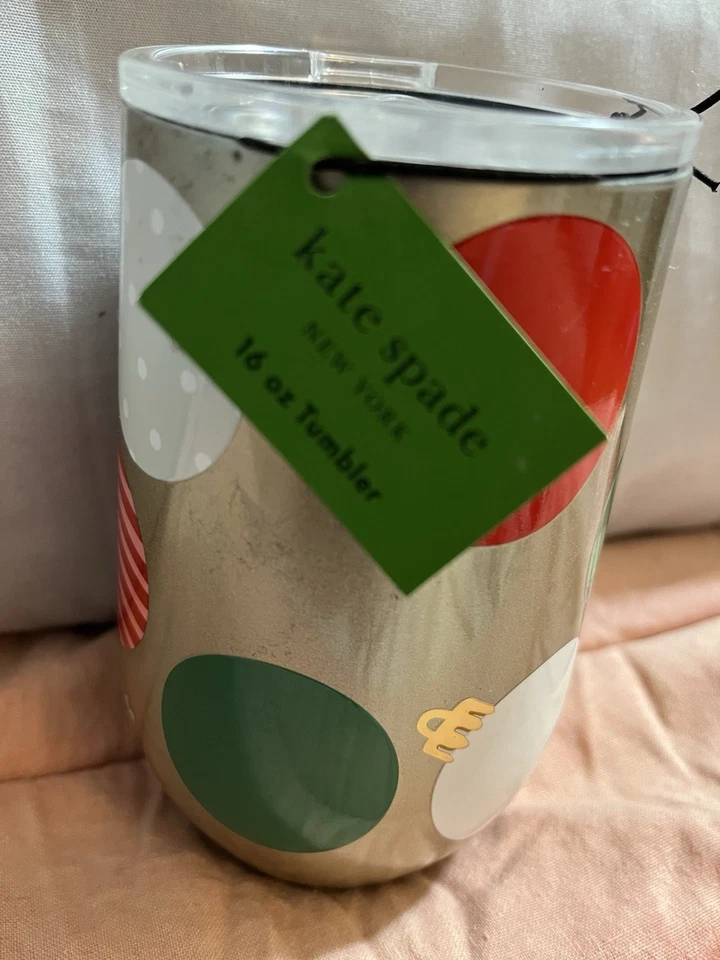 kate spade
NEW YORK
16 oz Tumbler